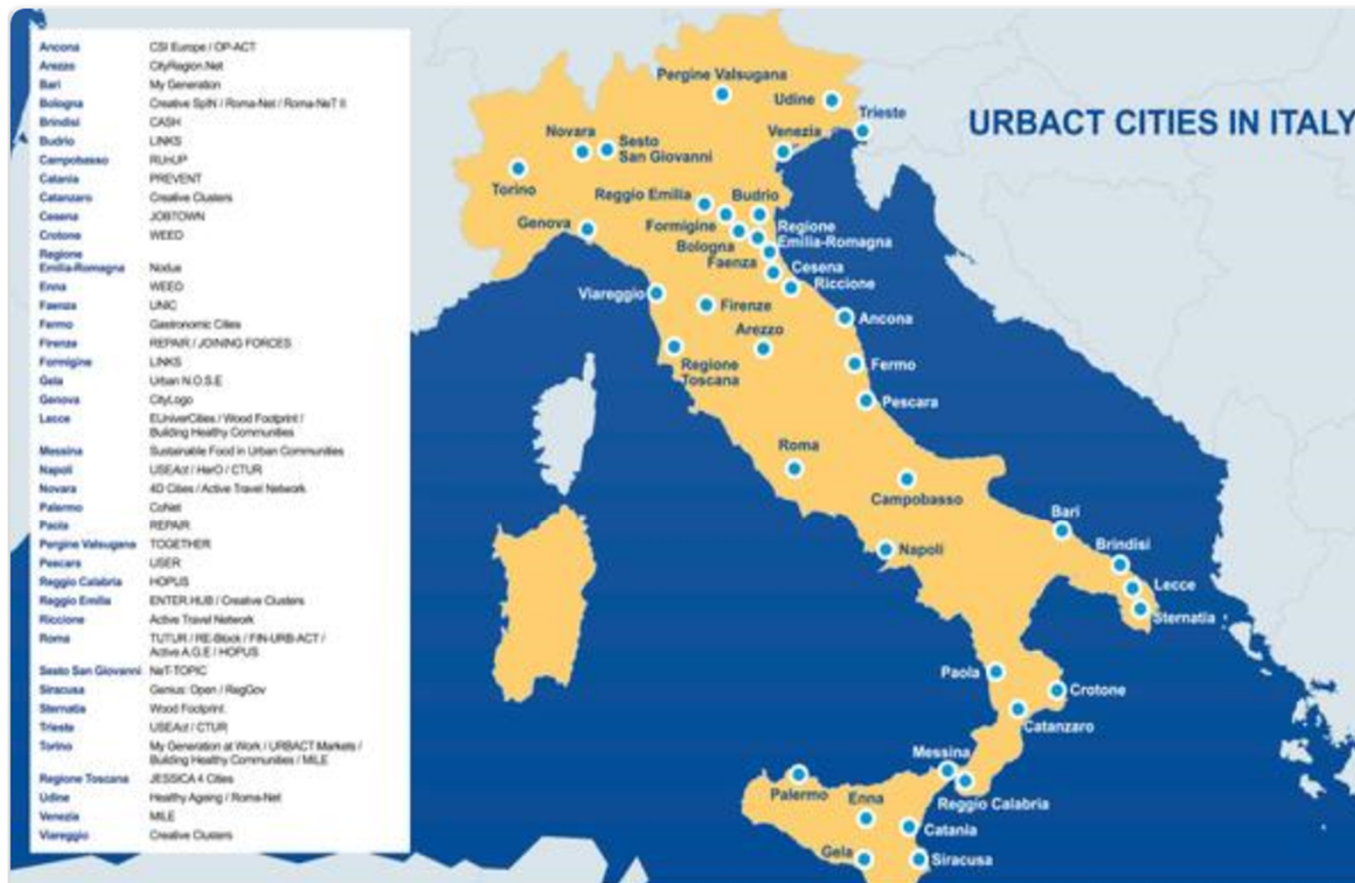 Ancona CSI Europe / OP-ACT
Arezzo CityRegion.Net
Bari My Generation
Bologna Creative SpIN / Roma-Net / Roma-NeT II
Brindisi CASH
Budrio LINKS
Campobasso RUnUP
Catania PREVENT
Catanzaro Creative Clusters
Cesena JOBTOWN
Crotone WEED
Regione
Emilia-Romagna Nodus
Enna WEED
Faenza UNIC
Fermo Gastronomic Cities
Firenze REPAIR / JOINING FORCES
Formigine LINKS
Gela Urban N.O.S.E
Genova CityLogo
Lecce EUniverCities / Wood Footprint /
Building Healthy Communities
Messina Sustainable Food in Urban Communities
Napoli USEAct / HerO / CTUR
Novara 4D Cities / Active Travel Network
Palermo CoNet
Paola REPAIR
Pergine Valsugana TOGETHER
Pescara USER
Reggio Calabria HOPUS
Reggio Emilia ENTER.HUB / Creative Clusters
Riccione Active Travel Network
Roma TUTUR / RE-Block / FIN-URB-ACT /
Active A.G.E / HOPUS
Sesto San Giovanni NeT-TOPIC
Siracusa Genius: Open / RegGov
Sternatia Wood Footprint
Trieste USEAct / CTUR
Torino My Generation at Work / URBACT Markets /
Building Healthy Communities / MILE
Regione Toscana JESSICA 4 Cities
Udine Healthy Ageing / Roma-Net
Venezia MILE
Viareggio Creative Clusters
URBACT CITIES IN ITALY
Pergine Valsugana
Udine
Trieste
Venezia
Novara
Sesto
San Giovanni
Torino
Reggio Emilia
Budrio
Genova
Formigine
Regione
Emilia-Romagna
Bologna
Faenza
Cesena
Riccione
Viareggio
Firenze
Ancona
Arezzo
Regione
Toscana
Fermo
Pescara
Roma
Campobasso
Bari
Napoli
Brindisi
Lecce
Sternatia
Paola
Crotone
Catanzaro
Messina
Reggio Calabria
Palermo
Enna
Catania
Gela
Siracusa